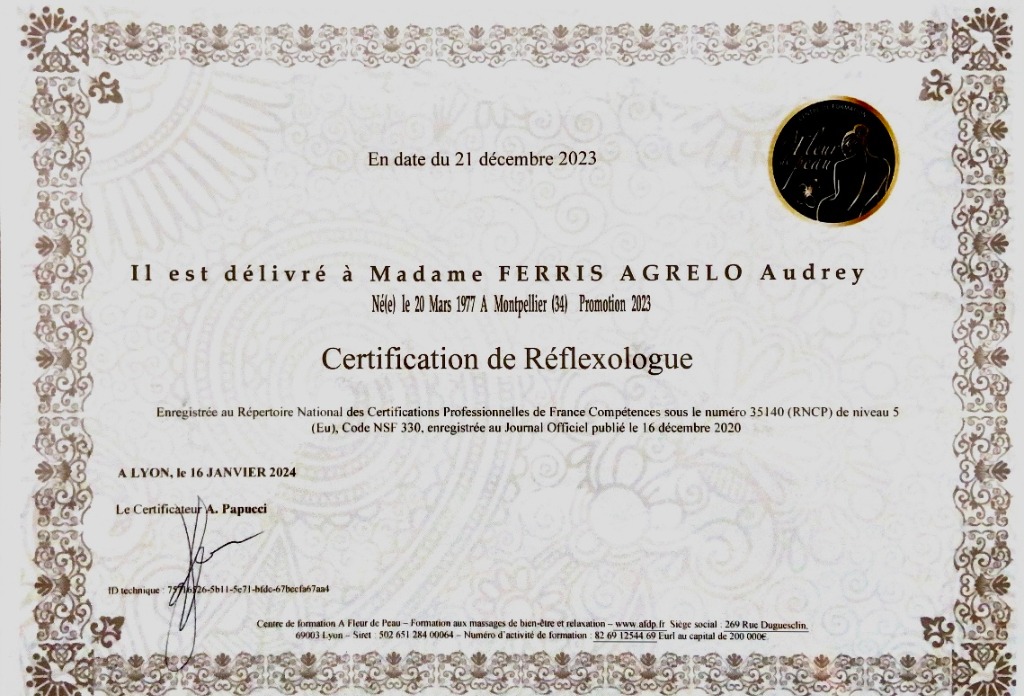 CENTRE DE FORMATION
Fleur
de peau
En date du 21 décembre 2023
Il est délivré à Madame FERRIS AGRELO Audrey
Né(e) le 20 Mars 1977 A Montpellier (34) Promotion 2023
Certification de Réflexologue
Enregistrée au Répertoire National des Certifications Professionnelles de France Compétences sous le numéro 35140 (RNCP) de niveau 5
(Eu), Code NSF 330, enregistrée au Journal Officiel publié le 16 décembre 2020
A LYON, le 16 JANVIER 2024
Le Certificateur A. Papucci
ID technique :
Centre de formation A Fleur de Peau – Formation aux massages de bien-être et relaxation – www.afdp.fr Siège social : 269 Rue Duguesclin,
69003 Lyon – Siret : 502 651 284 00064 – Numéro d'activité de formation : 82 69 12544 69 Eurl au capital de 200 000€